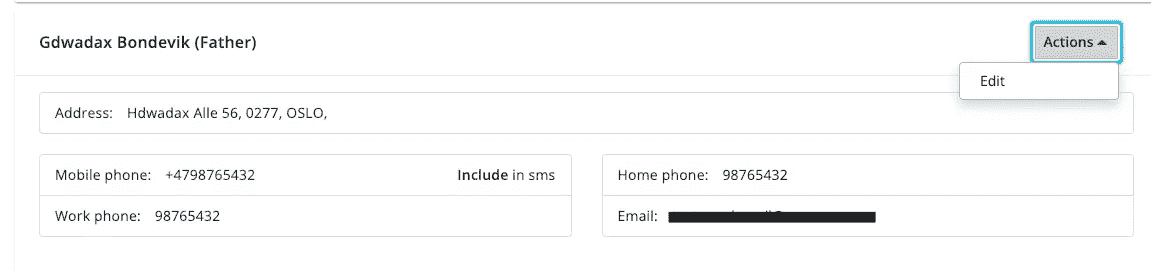 Gdwadax Bondevik (Father)
Actions
Edit
Address: Hdwadax Alle 56, 0277, OSLO,
Mobile phone: +4798765432 Include in sms
Home phone: 98765432
Work phone: 98765432
Email: